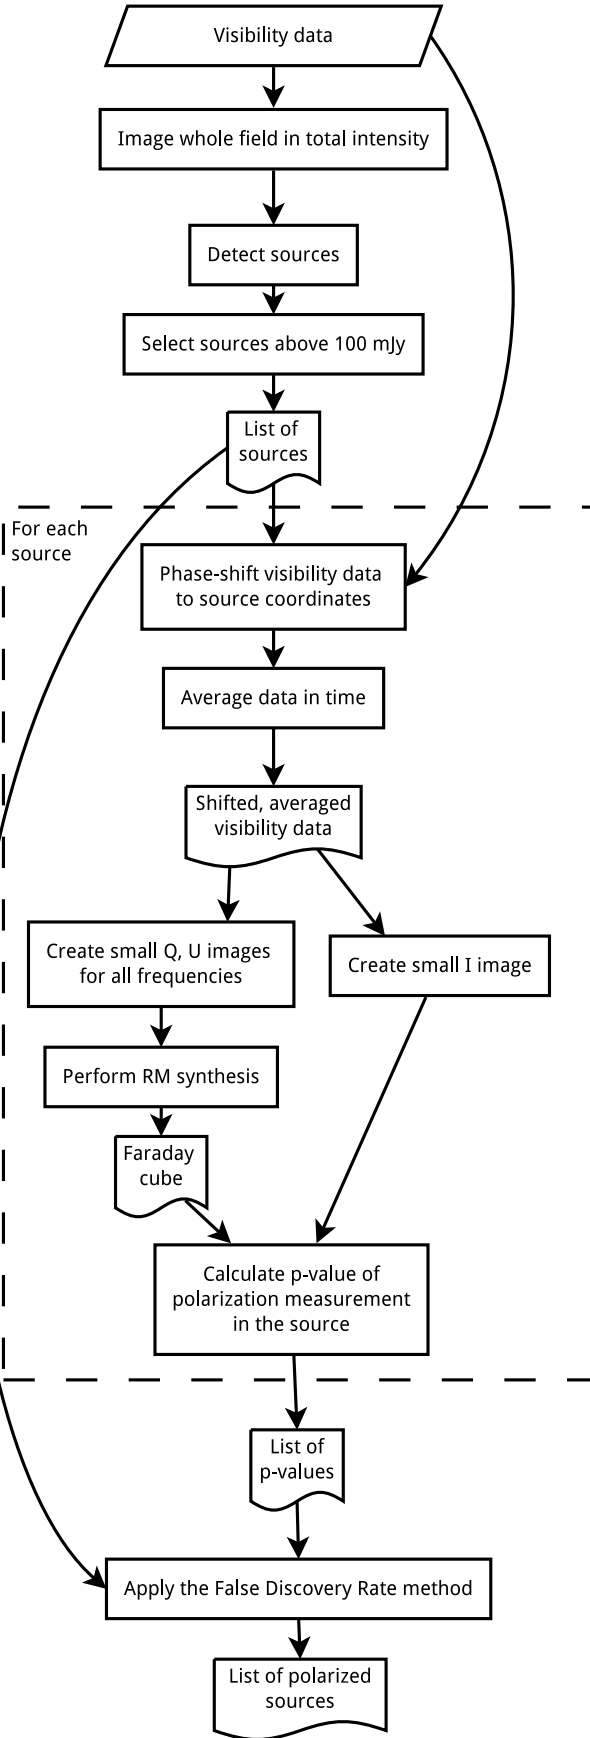 Visibility data
Image whole field in total intensity
Detect sources
Select sources above 100 mJy
List of
sources
For each
source
Phase-shift visibility data
to source coordinates
Average data in time
Shifted, averaged
visibility data
Create small Q, U images
for all frequencies
Create small I image
Perform RM synthesis
Faraday
cube
Calculate p-value of
polarization measurement
in the source
List of
p-values
Apply the False Discovery Rate method
List of polarized
sources